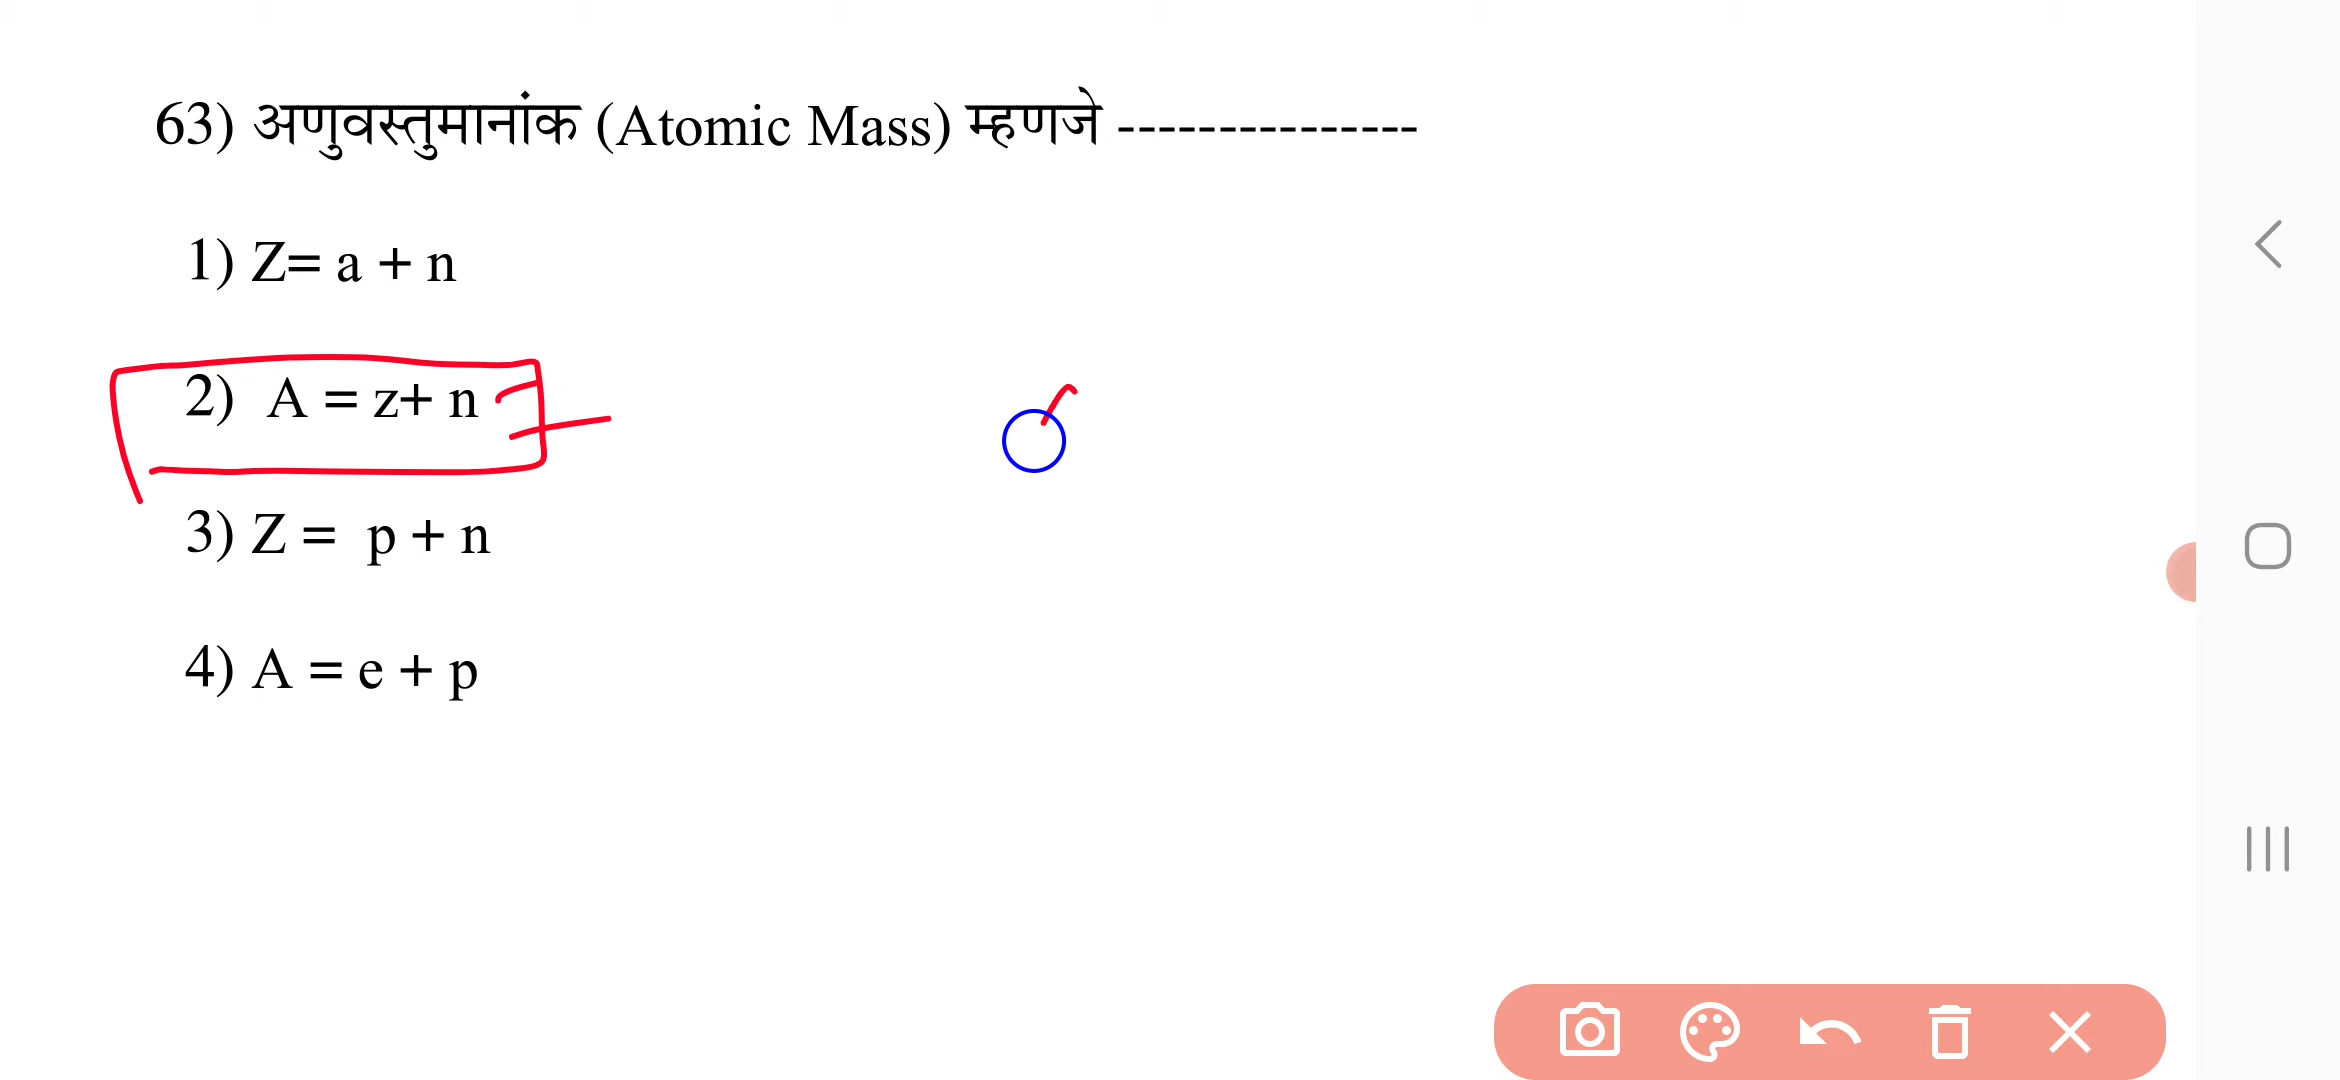 63) अणुवस्तुमानांक (Atomic Mass) म्हणजे ---------------
1) Z= a + n
2) A = z+ n
3) Z = p + n
4) A = e + p